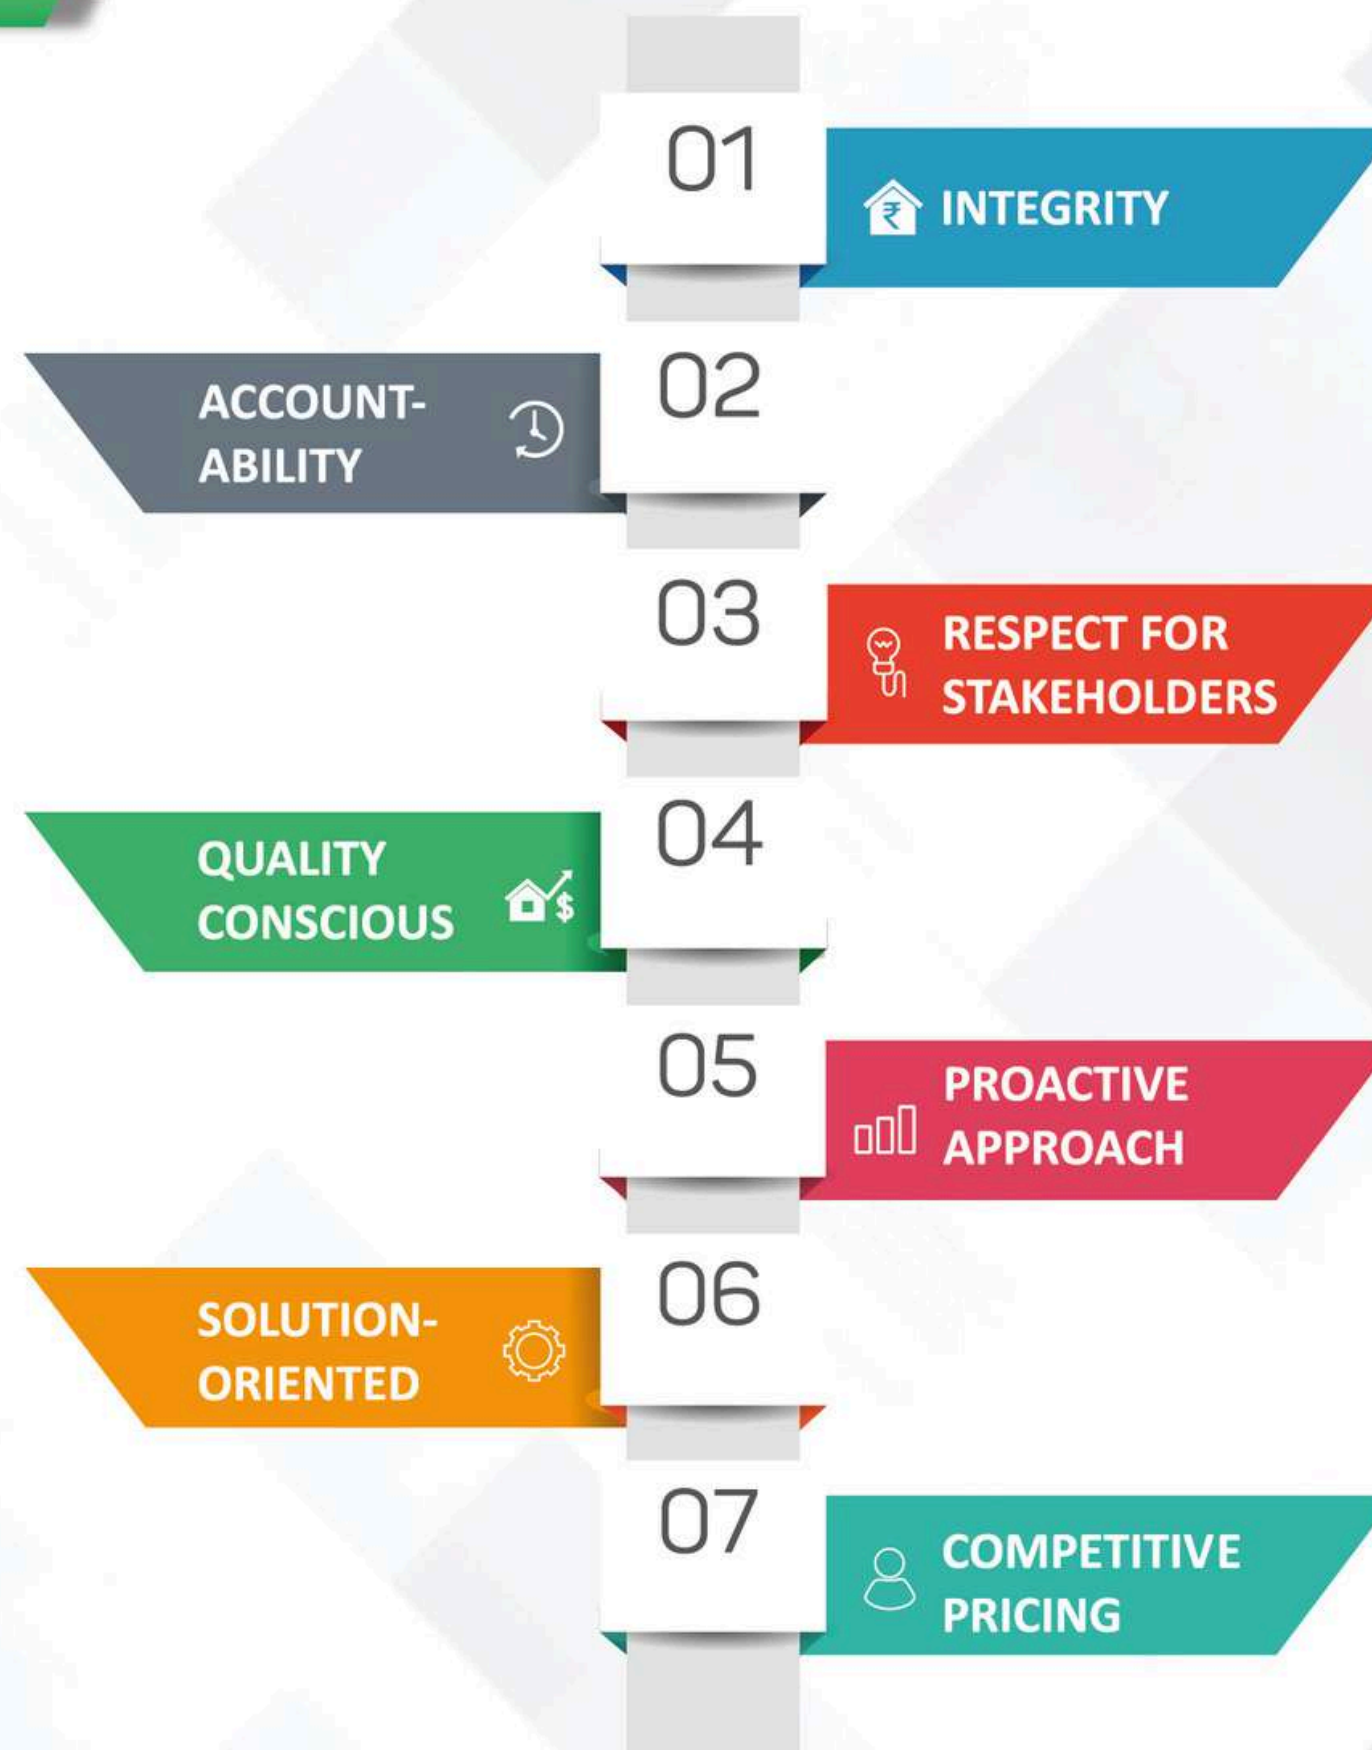 01
INTEGRITY
02
ACCOUNT-
ABILITY
03
RESPECT FOR
STAKEHOLDERS
04
QUALITY
CONSCIOUS
05
PROACTIVE
APPROACH
06
SOLUTION-
ORIENTED
07
COMPETITIVE
PRICING